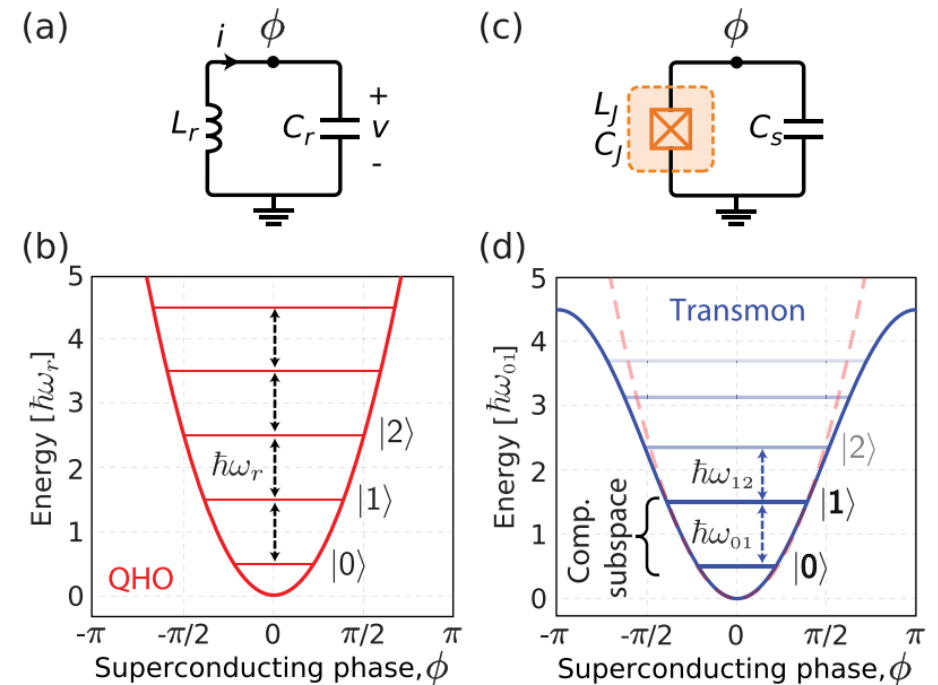 (a)
i
ϕ
L_r
C_r
+
v
-
(c)
ϕ
L_J
C_J
C_s
(b)
5
4
3
2
1
0
Energy [ℏω_r]
|2⟩
ℏω_r
|1⟩
|0⟩
QHO
-π
-π/2
0
π/2
π
Superconducting phase, ϕ
(d)
5
4
3
2
1
0
Energy [ℏω_01]
Transmon
|2⟩
ℏω_12
|1⟩
ℏω_01
|0⟩
Comp.
subspace
-π
-π/2
0
π/2
π
Superconducting phase, ϕ